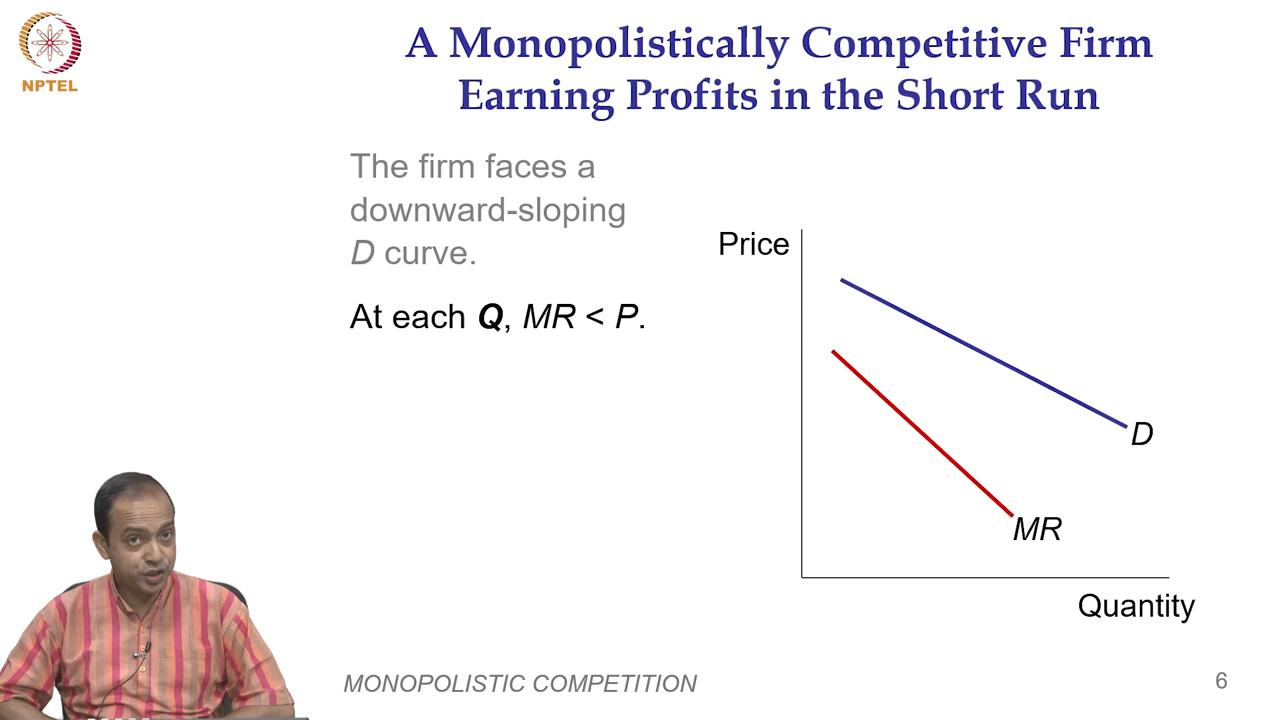 NPTEL
A Monopolistically Competitive Firm
Earning Profits in the Short Run
The firm faces a
downward-sloping
D curve.
At each Q, MR < P.
Price
D
MR
Quantity
MONOPOLISTIC COMPETITION
6